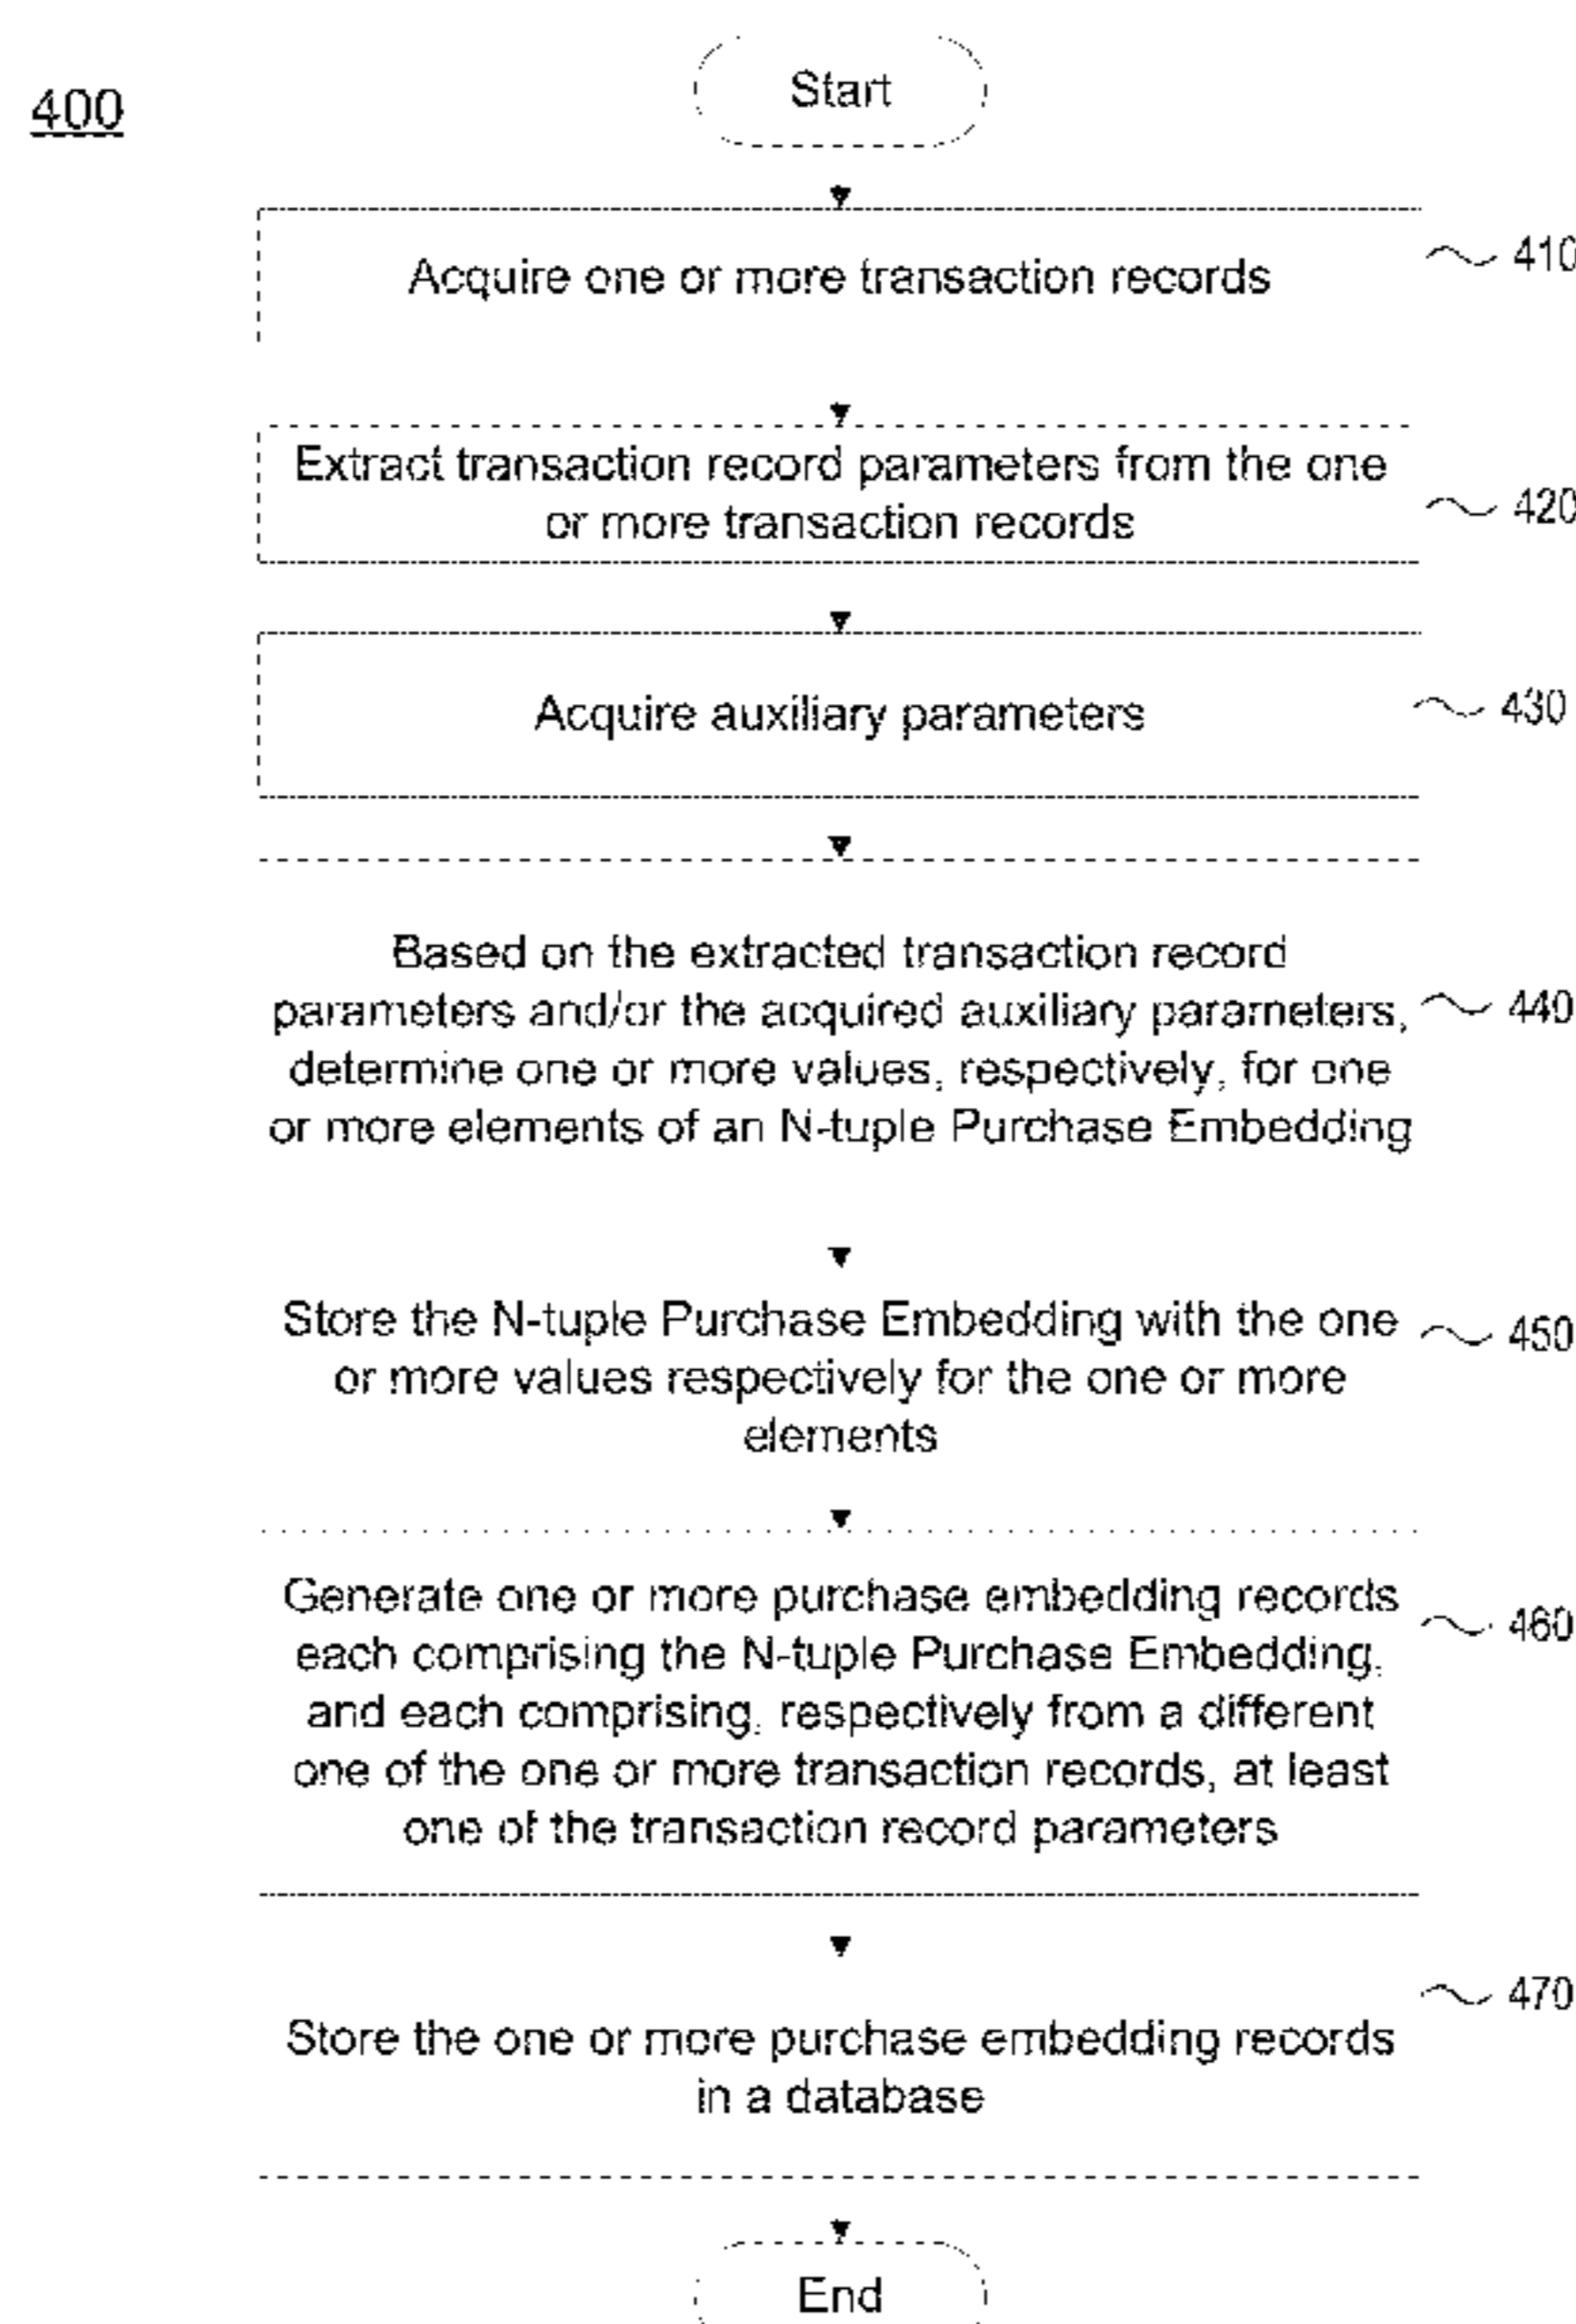 400
Start
Acquire one or more transaction records
410
Extract transaction record parameters from the one
or more transaction records
420
Acquire auxiliary parameters
430
Based on the extracted transaction record
parameters and/or the acquired auxiliary parameters,
determine one or more values, respectively, for one
or more elements of an N-tuple Purchase Embedding
440
Store the N-tuple Purchase Embedding with the one
or more values respectively for the one or more
elements
450
Generate one or more purchase embedding records
each comprising the N-tuple Purchase Embedding,
and each comprising, respectively from a different
one of the one or more transaction records, at least
one of the transaction record parameters
460
Store the one or more purchase embedding records
in a database
470
End